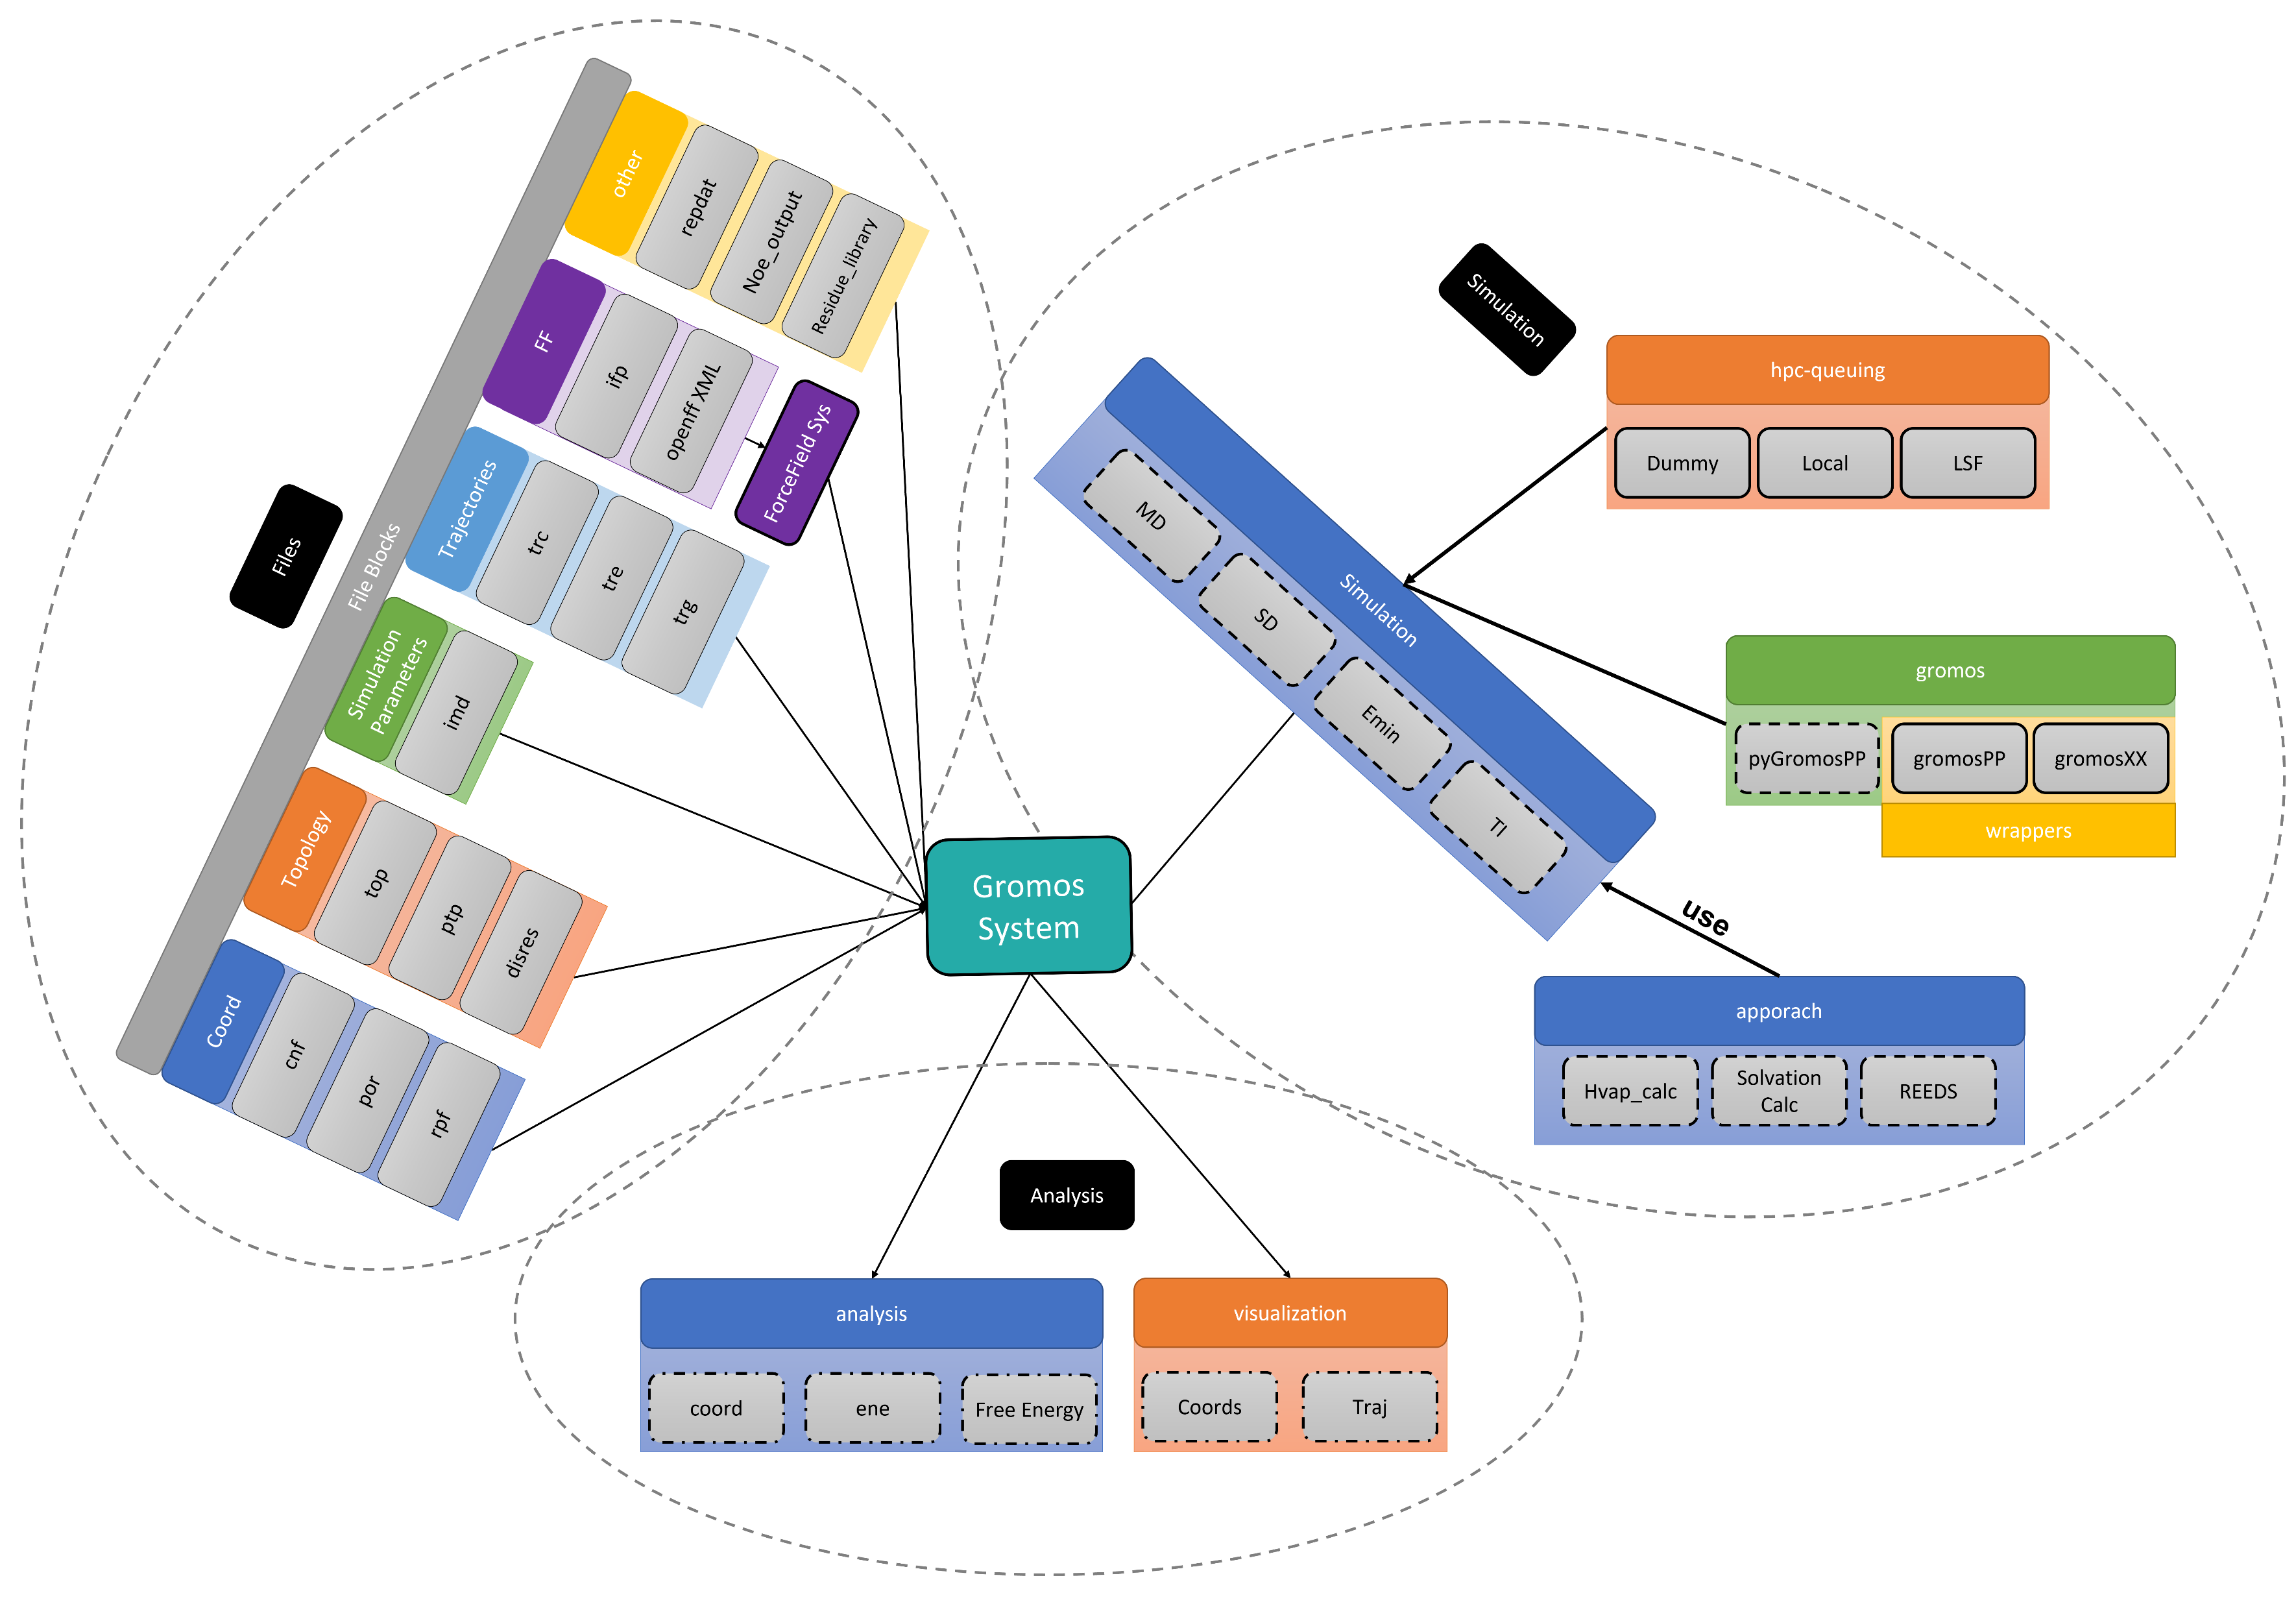 Files
File Blocks
other
repdat
Noe_output
Residue_library
FF
ifp
openff XML
ForceField Sys
Trajectories
trc
tre
trg
Simulation
Parameters
imd
Topology
top
ptp
disres
Coord
cnf
por
rpf
Gromos
System
Simulation
Simulation
MD
SD
Emin
TI
hpc-queuing
Dummy
Local
LSF
gromos
pyGromosPP
gromosPP
gromosXX
wrappers
use
apporach
Hvap_calc
Solvation
Calc
REEDS
Analysis
analysis
coord
ene
Free Energy
visualization
Coords
Traj